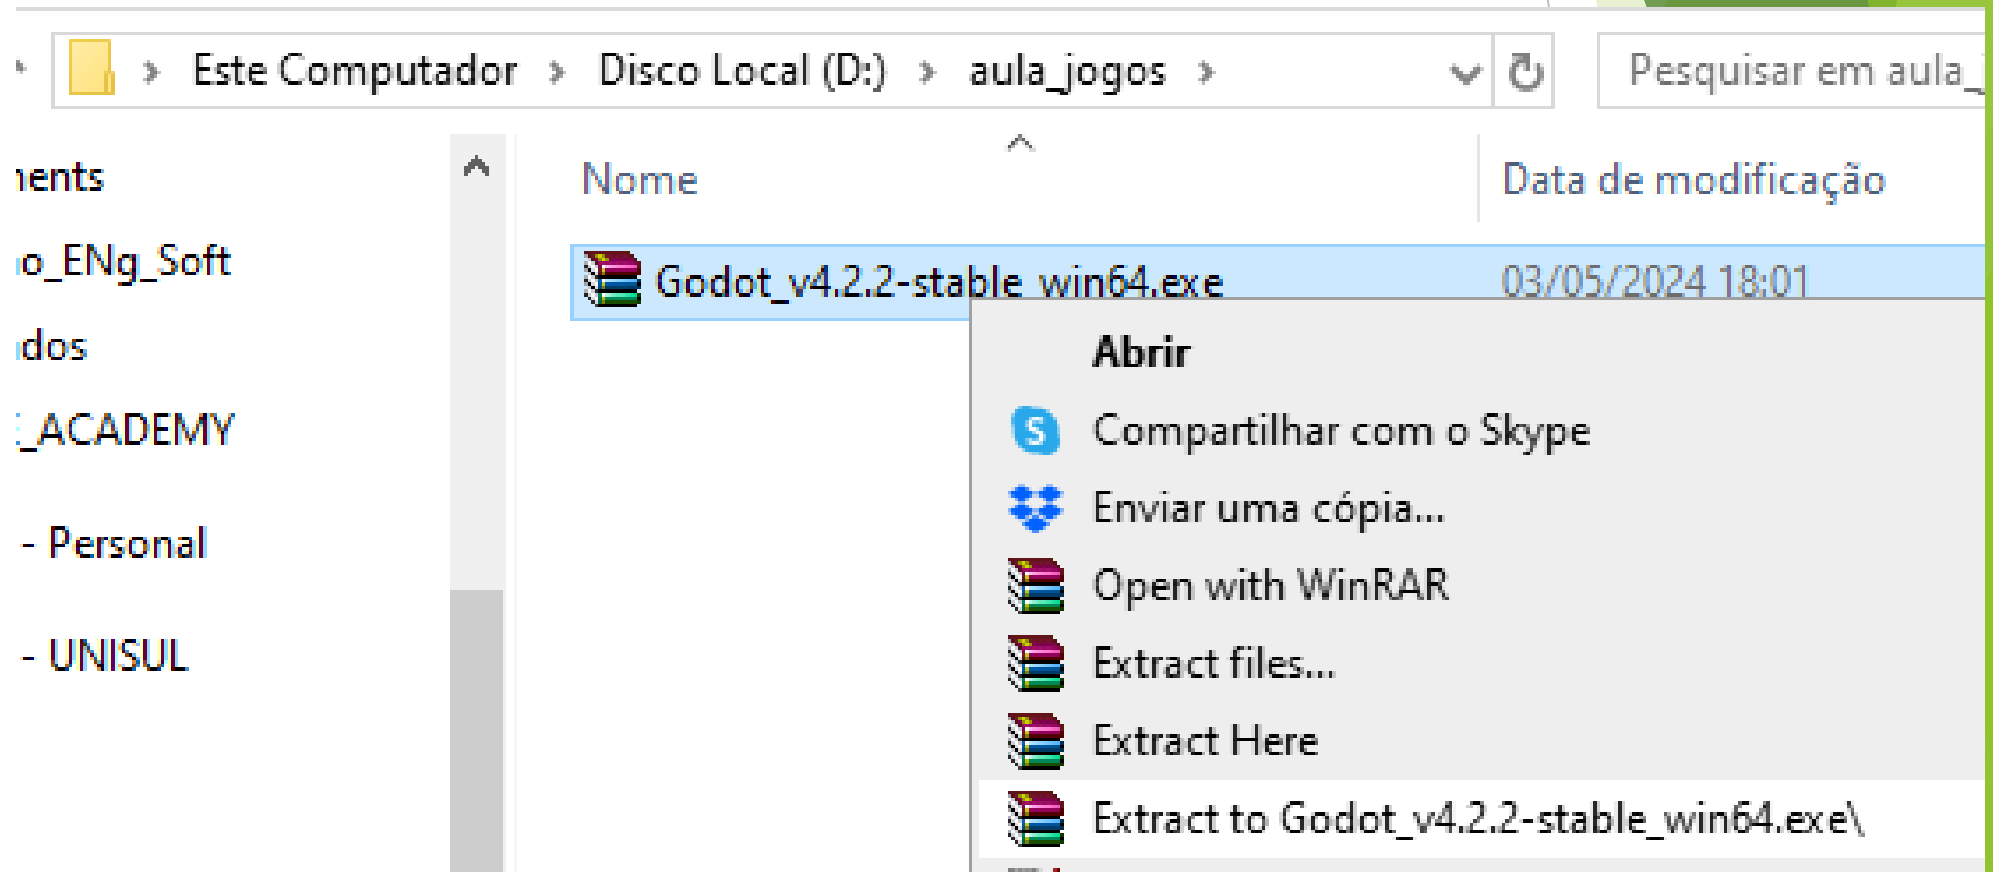 Este Computador > Disco Local (D:) > aula_jogos >
Pesquisar em aula_
Nome
Data de modificação
ments
o_ENg_Soft
dos
_ACADEMY
- Personal
- UNISUL
Godot_v4.2.2-stable_win64.exe
03/05/2024 18:01
Abrir
Compartilhar com o Skype
Enviar uma cópia...
Open with WinRAR
Extract files...
Extract Here
Extract to Godot_v4.2.2-stable_win64.exe\